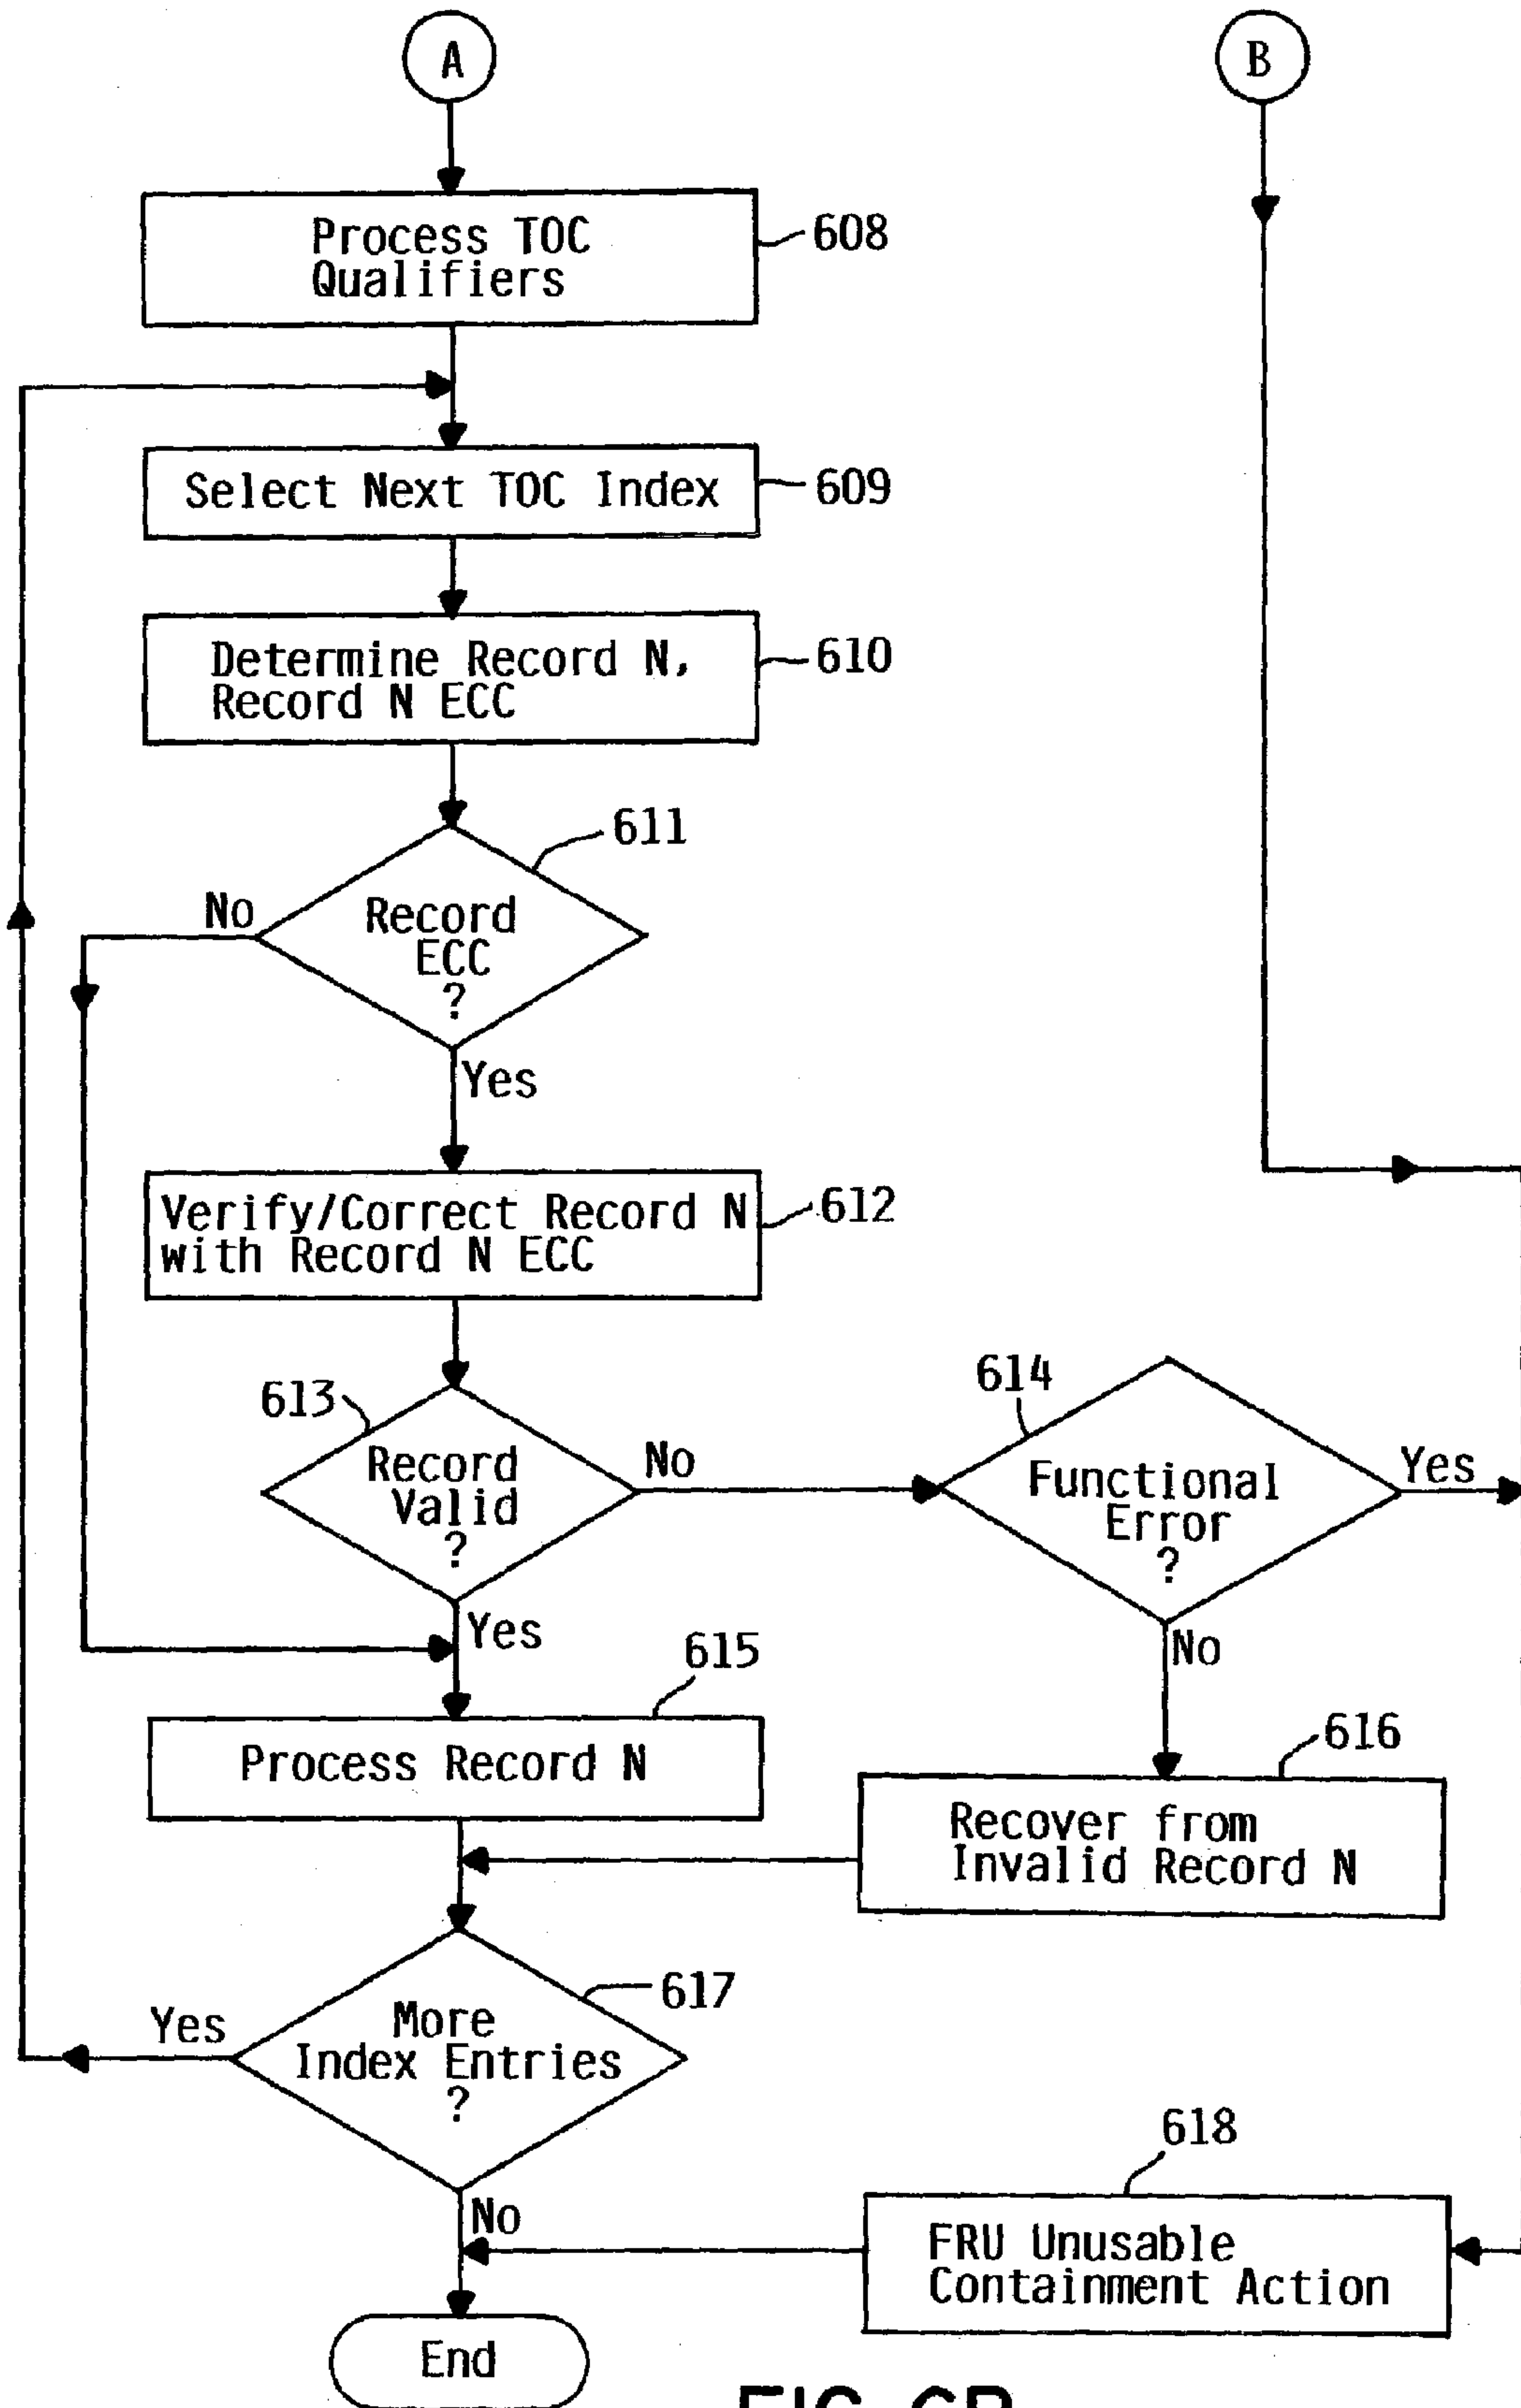 A
B
Process TOC
Qualifiers
608
Select Next TOC Index
609
Determine Record N,
Record N ECC
610
611
No
Record
ECC
?
Yes
Verify/Correct Record N
with Record N ECC
612
613
Record
Valid
?
No
614
Functional
Error
?
Yes
Yes
No
615
Process Record N
616
Recover from
Invalid Record N
617
Yes
More
Index Entries
?
618
No
FRU Unusable
Containment Action
End